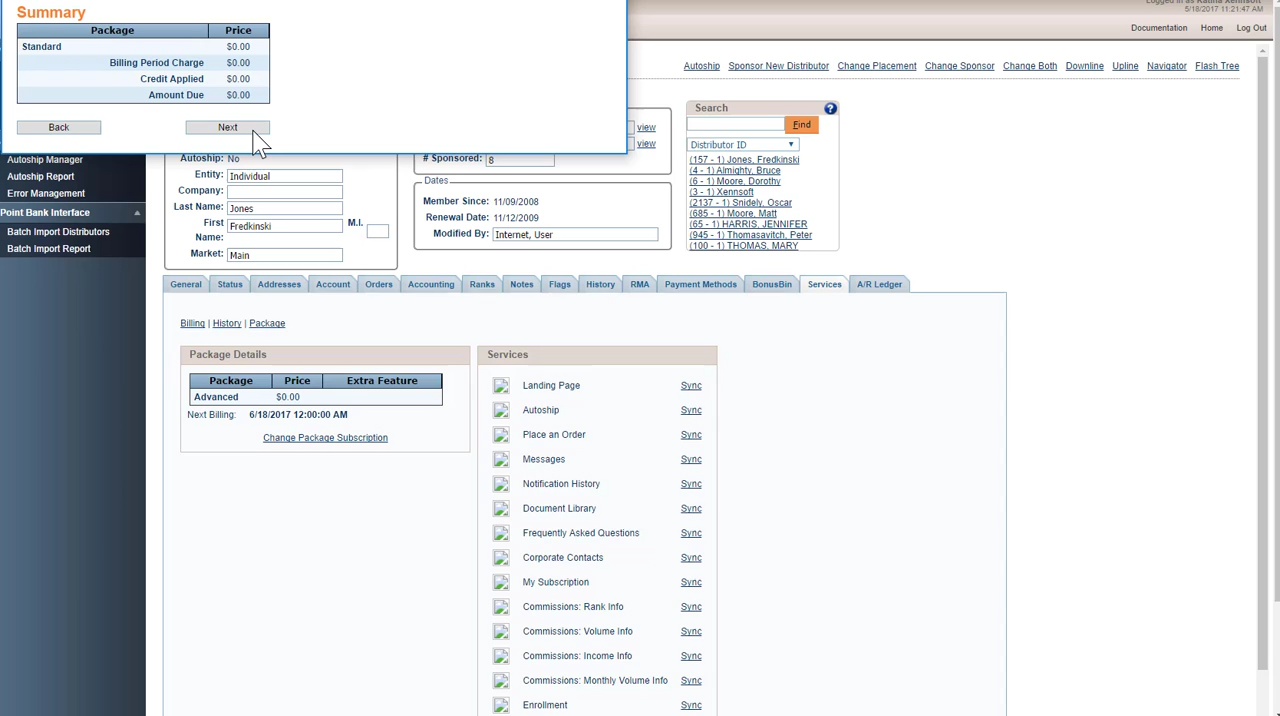 Summary
Package Price
Standard $0.00
Billing Period Charge $0.00
Credit Applied $0.00
Amount Due $0.00
Back Next
5/18/2017 11:21:47 AM
Documentation Home Log Out
Autoship Sponsor New Distributor Change Placement Change Sponsor Change Both Downline Upline Navigator Flash Tree
Autoship Manager
Autoship Report
Error Management
Point Bank Interface
Batch Import Distributors
Batch Import Report
Autoship: No
Entity: Individual
Company:
Last Name: Jones
First Name: Fredkinski M.I.
Market: Main
view
view
# Sponsored: 8
Dates
Member Since: 11/09/2008
Renewal Date: 11/12/2009
Modified By: Internet, User
Search ?
Find
Distributor ID
(157 - 1) Jones, Fredkinski
(4 - 1) Almighty, Bruce
(6 - 1) Moore, Dorothy
(3 - 1) Xennsoft
(2137 - 1) Snidely, Oscar
(685 - 1) Moore, Matt
(65 - 1) HARRIS, JENNIFER
(945 - 1) Thomasavitch, Peter
(100 - 1) THOMAS, MARY
General Status Addresses Account Orders Accounting Ranks Notes Flags History RMA Payment Methods BonusBin Services A/R Ledger
Billing | History | Package
Package Details
Package Price Extra Feature
Advanced $0.00
Next Billing: 6/18/2017 12:00:00 AM
Change Package Subscription
Services
Landing Page Sync
Autoship Sync
Place an Order Sync
Messages Sync
Notification History Sync
Document Library Sync
Frequently Asked Questions Sync
Corporate Contacts Sync
My Subscription Sync
Commissions: Rank Info Sync
Commissions: Volume Info Sync
Commissions: Income Info Sync
Commissions: Monthly Volume Info Sync
Enrollment Sync